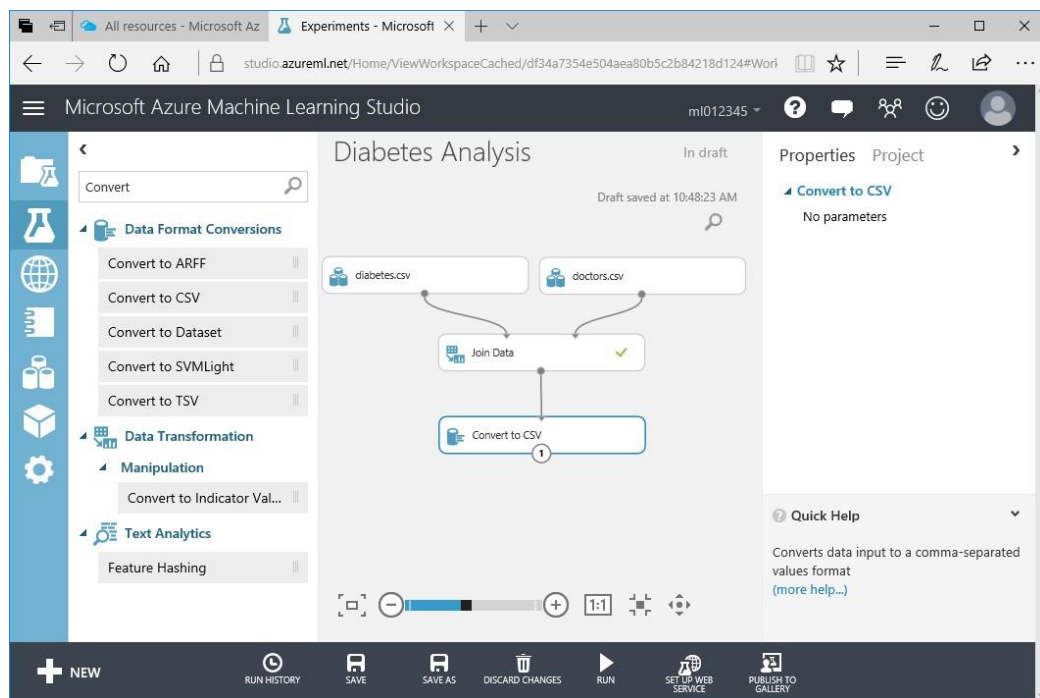 All resources - Microsoft Az
Experiments - Microsoft
studio.azureml.net/Home/ViewWorkspaceCached/df34a7354e504aea80b5c2b84218d124#Work
Microsoft Azure Machine Learning Studio
ml012345
Convert
Data Format Conversions
Convert to ARFF
Convert to CSV
Convert to Dataset
Convert to SVMLight
Convert to TSV
Data Transformation
Manipulation
Convert to Indicator Val...
Text Analytics
Feature Hashing
Diabetes Analysis
In draft
Draft saved at 10:48:23 AM
diabetes.csv
doctors.csv
Join Data
Convert to CSV
1
1:1
Properties Project
Convert to CSV
No parameters
Quick Help
Converts data input to a comma-separated
values format
(more help...)
NEW
RUN HISTORY
SAVE
SAVE AS
DISCARD CHANGES
RUN
SET UP WEB
SERVICE
PUBLISH TO
GALLERY